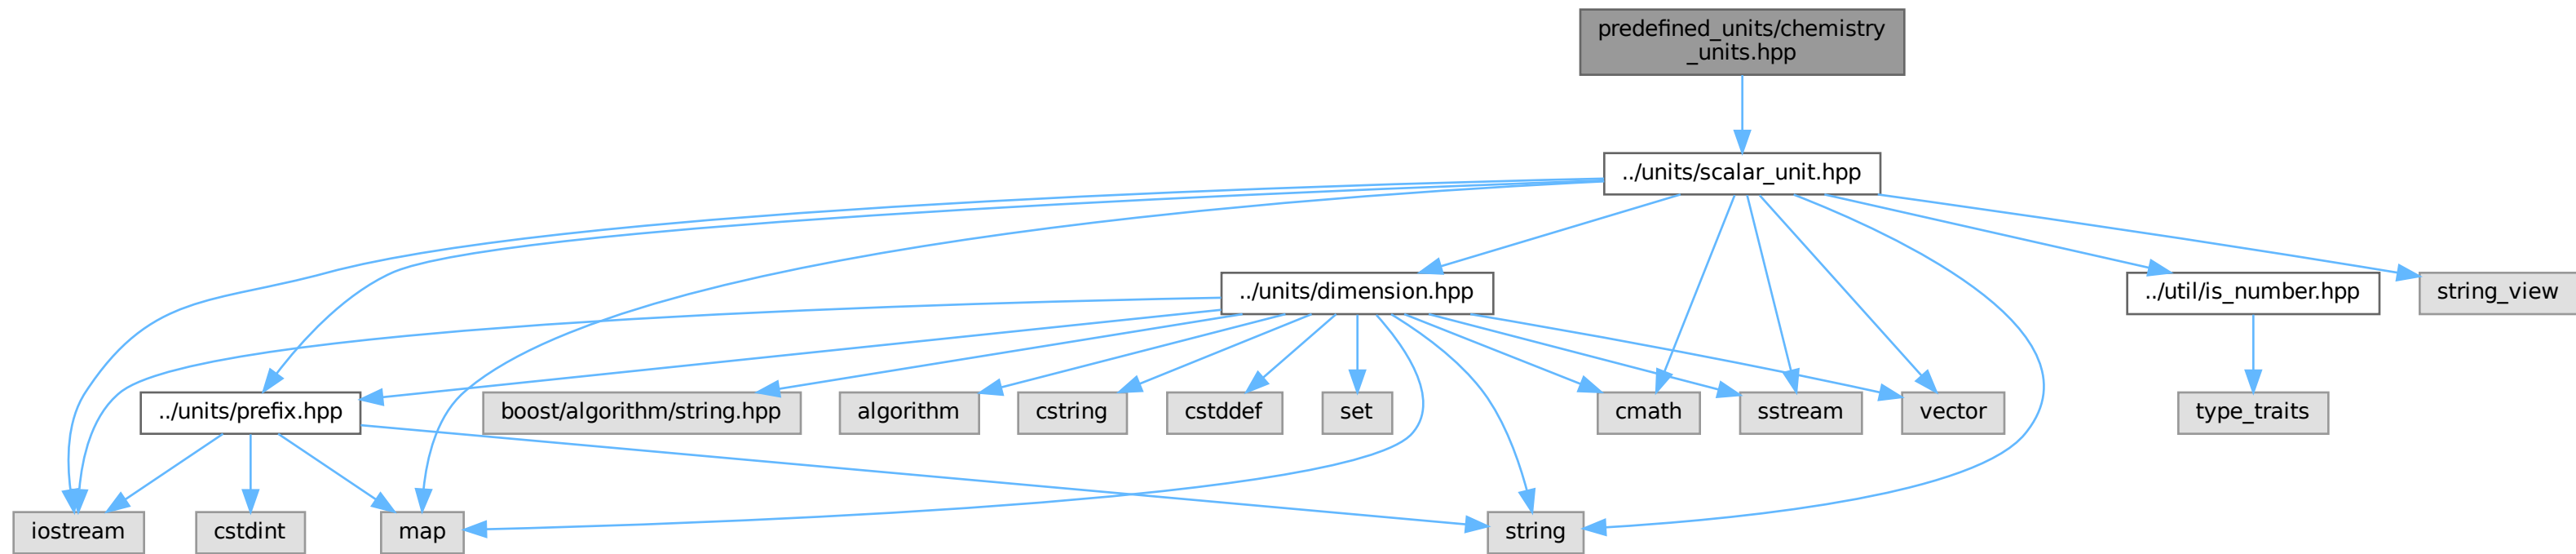 predefined_units/chemistry
_units.hpp
../units/scalar_unit.hpp
../units/dimension.hpp
../util/is_number.hpp
string_view
../units/prefix.hpp
boost/algorithm/string.hpp
algorithm
cstring
cstddef
set
cmath
sstream
vector
type_traits
iostream
cstdint
map
string